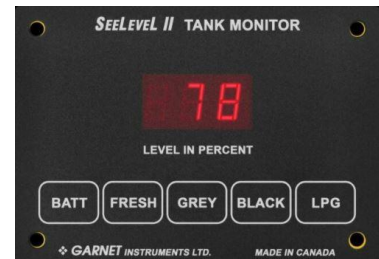 SEELEVEL II TANK MONITOR
78
LEVEL IN PERCENT
BATT FRESH GREY BLACK LPG
❖ GARNET INSTRUMENTS LTD. MADE IN CANADA